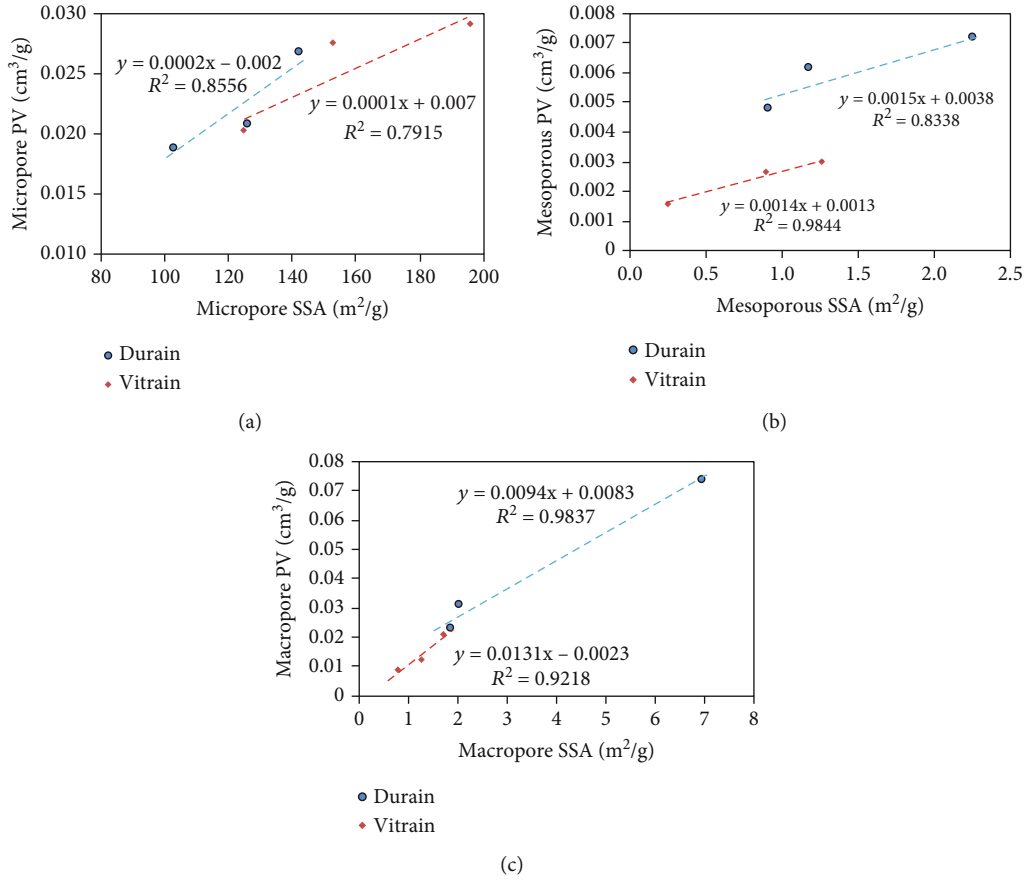 0.030
0.025
0.020
0.015
0.010
80
100
120
140
160
180
200
Micropore PV (cm³/g)
Micropore SSA (m²/g)
y = 0.0002x – 0.002
R² = 0.8556
y = 0.0001x + 0.007
R² = 0.7915
Durain
Vitrain
(a)
0.008
0.007
0.006
0.005
0.004
0.003
0.002
0.001
0
0.0
0.5
1.0
1.5
2.0
2.5
Mesoporous PV (cm³/g)
Mesoporous SSA (m²/g)
y = 0.0015x + 0.0038
R² = 0.8338
y = 0.0014x + 0.0013
R² = 0.9844
Durain
Vitrain
(b)
0.08
0.07
0.06
0.05
0.04
0.03
0.02
0.01
0
0
1
2
3
4
5
6
7
8
Macropore PV (cm³/g)
Macropore SSA (m²/g)
y = 0.0094x + 0.0083
R² = 0.9837
y = 0.0131x – 0.0023
R² = 0.9218
Durain
Vitrain
(c)